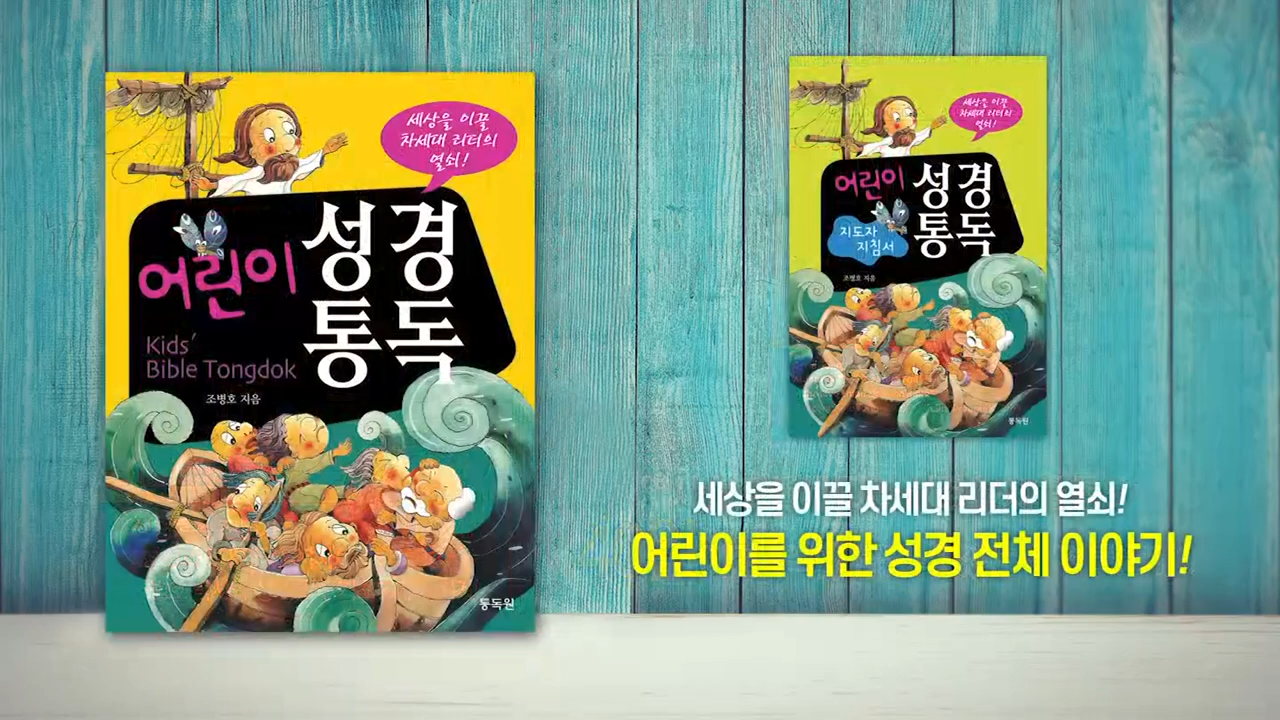 세상을 이끌
차세대 리더의
열쇠!
어린이
성경
통독
Kids'
Bible Tongdok
조병호 지음
통독원
세상을 이끌
차세대 리더의
열쇠!
어린이
성경
통독
지도자
지침서
조병호 지음
통독원
세상을 이끌 차세대 리더의 열쇠!
어린이를 위한 성경 전체 이야기!